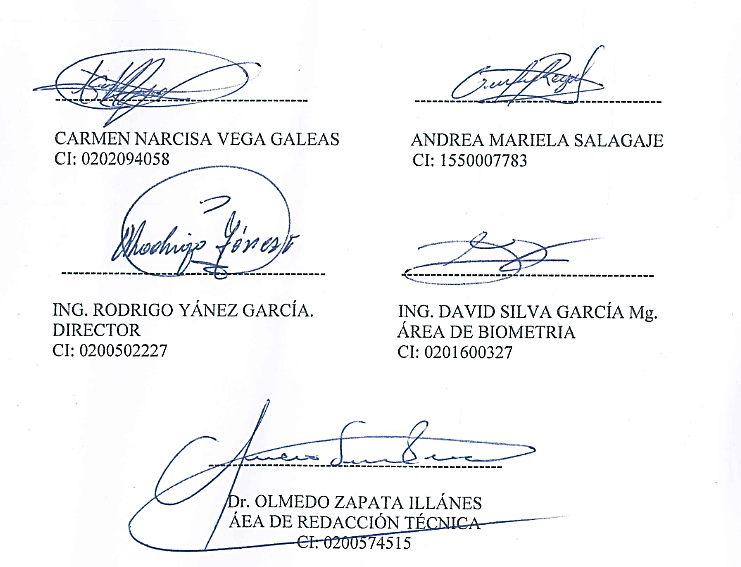 CARMEN NARCISA VEGA GALEAS
CI: 0202094058
ANDREA MARIELA SALAGAJE
CI: 1550007783
Rodrigo Yánez
ING. RODRIGO YÁNEZ GARCÍA.
DIRECTOR
CI: 0200502227
ING. DAVID SILVA GARCÍA Mg.
ÁREA DE BIOMETRIA
CI: 0201600327
Dr. OLMEDO ZAPATA ILLÁNES
ÁEA DE REDACCIÓN TÉCNICA
CI: 0200574515